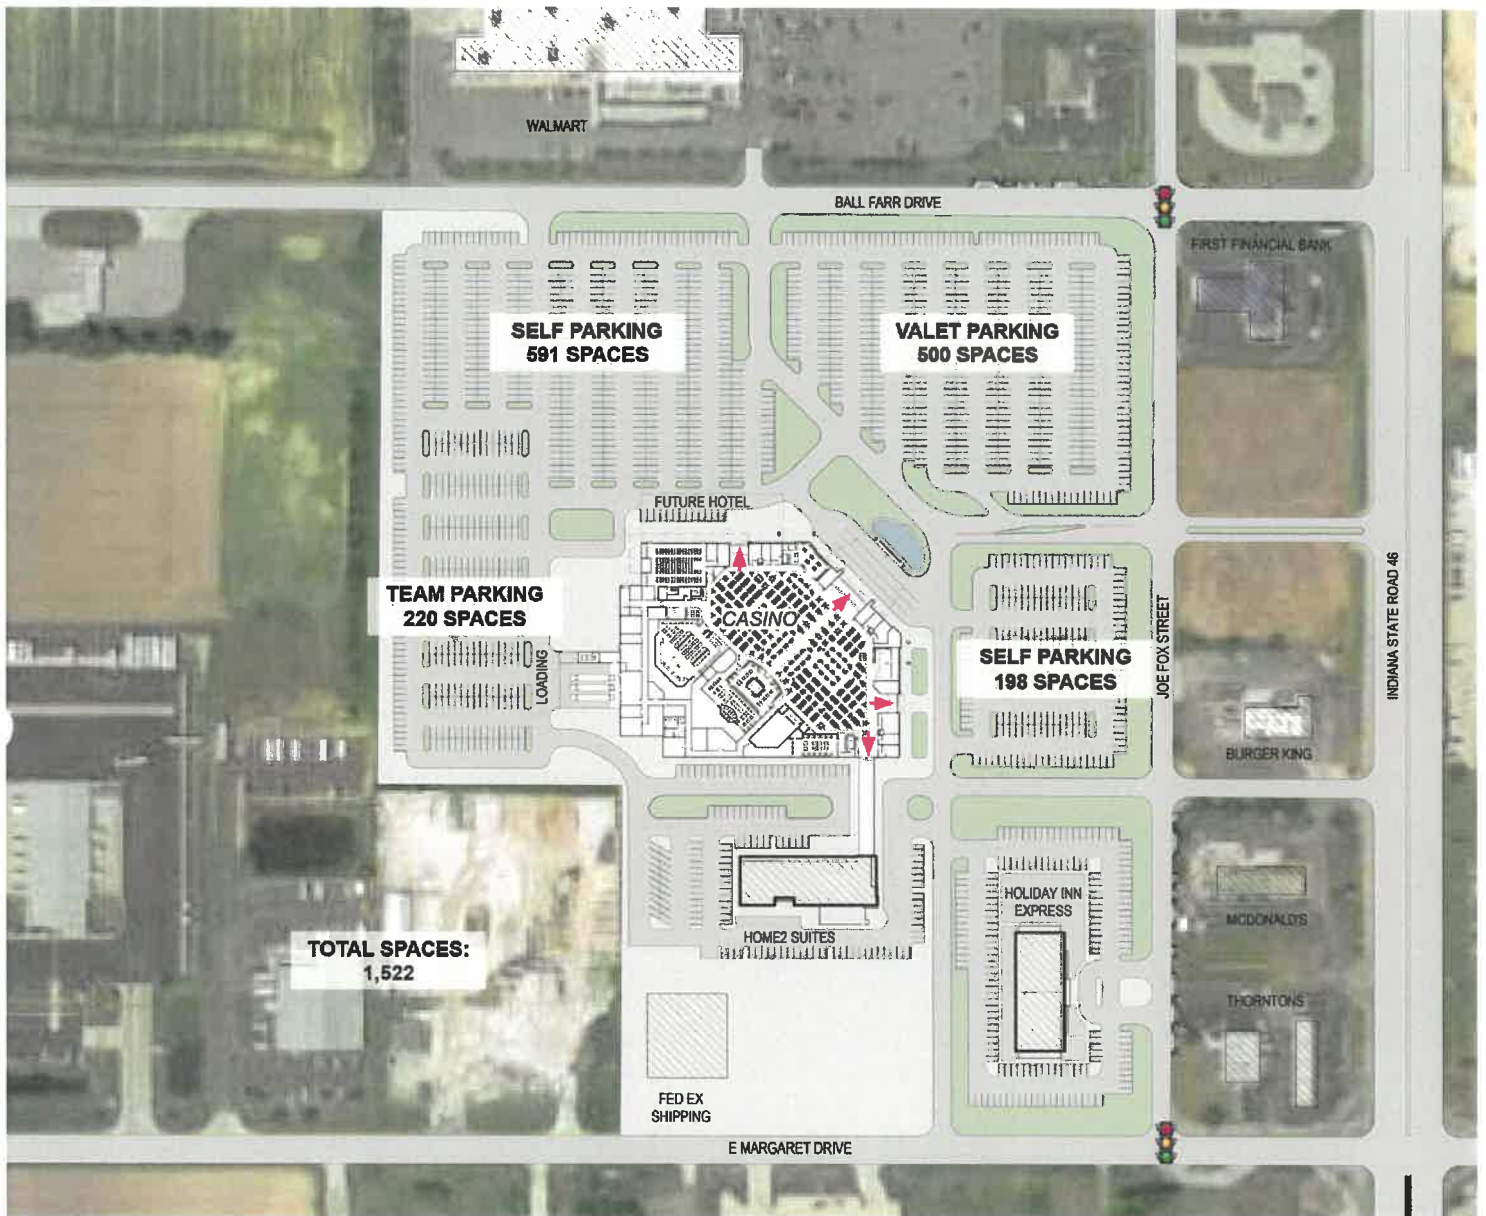 WALMART
BALL FARR DRIVE
FIRST FINANCIAL BANK
SELF PARKING
591 SPACES
VALET PARKING
500 SPACES
FUTURE HOTEL
TEAM PARKING
220 SPACES
CASINO
LOADING
SELF PARKING
198 SPACES
JOE FOX STREET
INDIANA STATE ROAD 46
BURGER KING
HOLIDAY INN
EXPRESS
MCDONALD'S
HOME2 SUITES
TOTAL SPACES:
1,522
THORNTONS
FED EX
SHIPPING
E MARGARET DRIVE